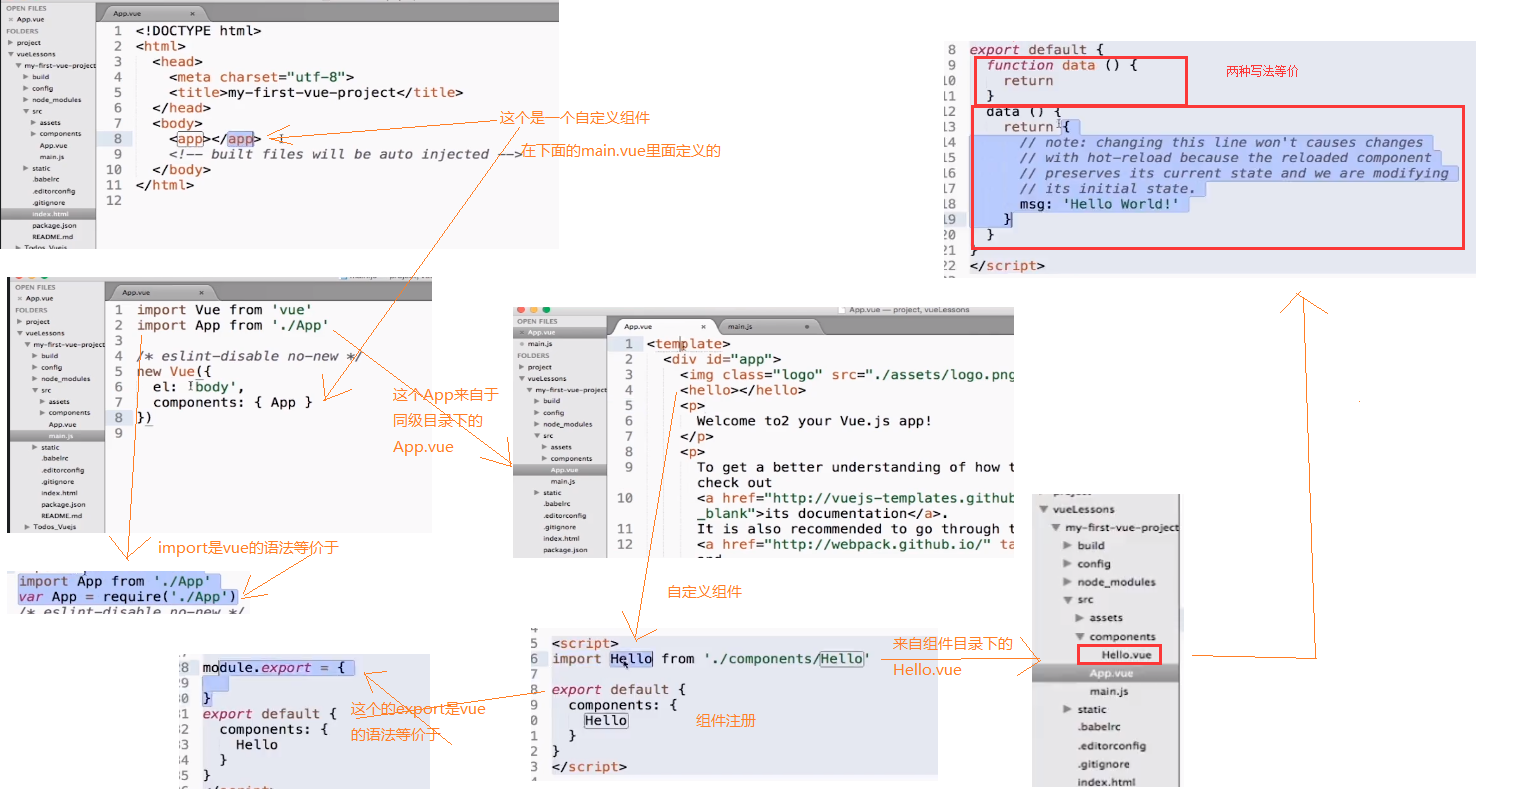 OPEN FILES
× App.vue
FOLDERS
project
vueLessons
my-first-vue-project
build
config
node_modules
src
assets
components
App.vue
main.js
static
.babelrc
.editorconfig
.gitignore
index.html
package.json
README.md
Todos_Vuejs
App.vue ×
1 <!DOCTYPE html>
2 <html>
3 <head>
4 <meta charset="utf-8">
5 <title>my-first-vue-project</title>
6 </head>
7 <body>
8 <app></app>
9 <!-- built files will be auto injected -->
10 </body>
11 </html>
12
这个是一个自定义组件
在下面的main.vue里面定义的
8 export default {
9 function data () {
10 return
11 }
12 data () {
13 return {
14 // note: changing this line won't causes changes
15 // with hot-reload because the reloaded component
16 // preserves its current state and we are modifying
17 // its initial state.
18 msg: 'Hello World!'
19 }
20 }
21 }
22 </script>
两种写法等价
OPEN FILES
× App.vue
FOLDERS
project
vueLessons
my-first-vue-project
build
config
node_modules
src
assets
components
App.vue
main.js
static
.babelrc
.editorconfig
.gitignore
index.html
package.json
README.md
Todos_Vuejs
App.vue ×
1 import Vue from 'vue'
2 import App from './App'
3
4 /* eslint-disable no-new */
5 new Vue({
6 el: 'body',
7 components: { App }
8 })
9
这个App来自于
同级目录下的
App.vue
App.vue — project, vueLessons
OPEN FILES
App.vue
× main.js
FOLDERS
project
vueLessons
my-first-vue-project
build
config
node_modules
src
assets
components
App.vue
main.js
static
.babelrc
.editorconfig
.gitignore
index.html
package.json
App.vue × main.js
1 <template>
2 <div id="app">
3 <img class="logo" src="./assets/logo.png
4 <hello></hello>
5 <p>
6 Welcome to2 your Vue.js app!
7 </p>
8 <p>
9 To get a better understanding of how t
check out
10 <a href="http://vuejs-templates.github
_blank">its documentation</a>.
11 It is also recommended to go through t
12 <a href="http://webpack.github.io/" ta
and
import是vue的语法等价于
import App from './App'
var App = require('./App')
/* eslint-disable no-new */
自定义组件
28 module.export = {
29
30 }
31 export default {
32 components: {
33 Hello
34 }
35 }
这个的export是vue
的语法等价于
5 <script>
6 import Hello from './components/Hello'
7
8 export default {
9 components: {
0 Hello
1 }
2 }
3 </script>
组件注册
来自组件目录下的
Hello.vue
vueLessons
my-first-vue-project
build
config
node_modules
src
assets
components
Hello.vue
App.vue
main.js
static
.babelrc
.editorconfig
.gitignore
index.html